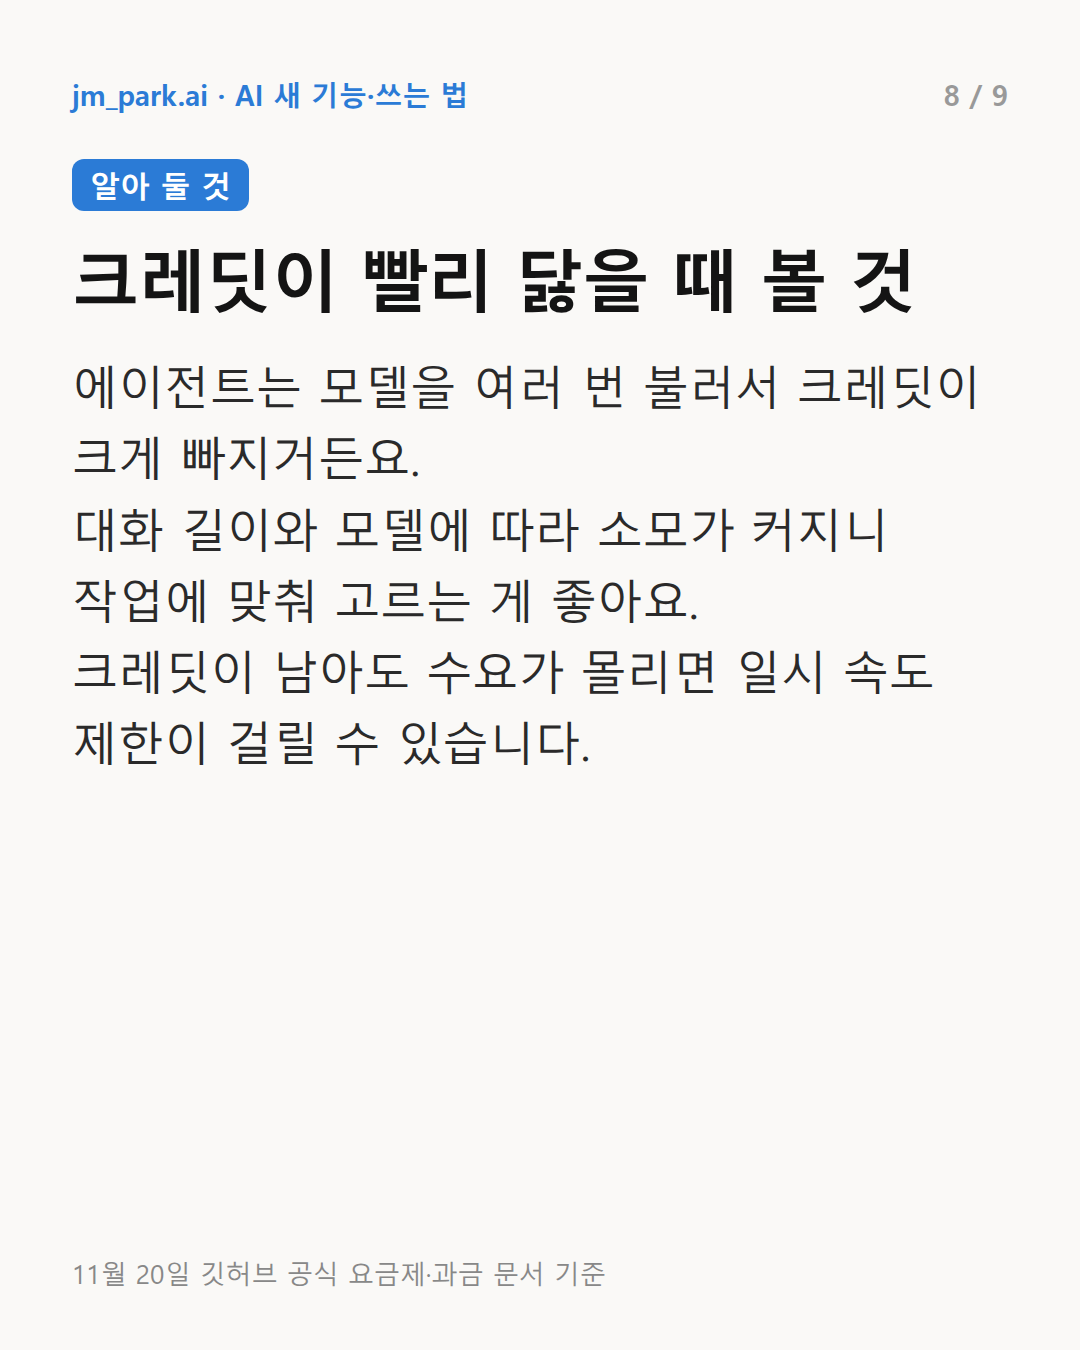 jm_park.ai · AI 새 기능·쓰는 법
8 / 9
알아 둘 것
크레딧이 빨리 닳을 때 볼 것
에이전트는 모델을 여러 번 불러서 크레딧이
크게 빠지거든요.
대화 길이와 모델에 따라 소모가 커지니
작업에 맞춰 고르는 게 좋아요.
크레딧이 남아도 수요가 몰리면 일시 속도
제한이 걸릴 수 있습니다.
11월 20일 깃허브 공식 요금제·과금 문서 기준